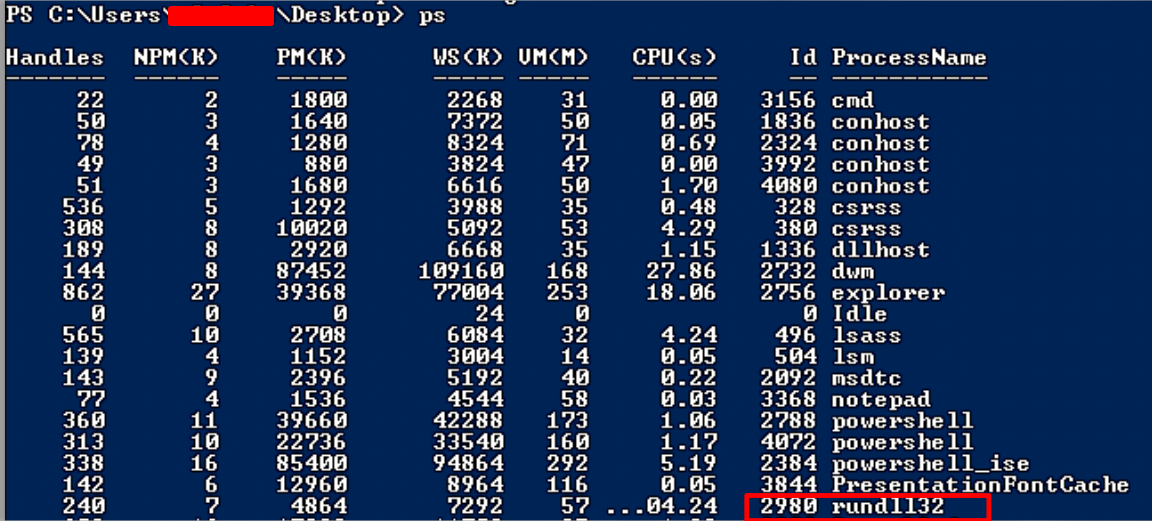 PS C:\Users\ \Desktop> ps
Handles NPM(K) PM(K) WS(K) VM(M) CPU(s) Id ProcessName
------- ------ ----- ----- ----- ------ -- -----------
22 2 1800 2268 31 0.00 3156 cmd
50 3 1640 7372 50 0.05 1836 conhost
78 4 1280 8324 71 0.69 2324 conhost
49 3 880 3824 47 0.00 3992 conhost
51 3 1680 6616 50 1.70 4080 conhost
536 5 1292 3988 35 0.48 328 csrss
308 8 10020 5092 53 4.29 380 csrss
189 8 2920 6668 35 1.15 1336 dllhost
144 8 87452 109160 168 27.86 2732 dwm
862 27 39368 77004 253 18.06 2756 explorer
0 0 0 24 0 0 Idle
565 10 2708 6084 32 4.24 496 lsass
139 4 1152 3004 14 0.05 504 lsm
143 9 2396 5192 40 0.22 2092 msdtc
77 4 1536 4544 58 0.03 3368 notepad
360 11 39660 42288 173 1.06 2788 powershell
313 10 22736 33540 160 1.17 4072 powershell
338 16 85400 94864 292 5.19 2384 powershell_ise
142 6 12960 8964 116 0.05 3844 PresentationFontCache
240 7 4864 7292 57 ...04.24 2980 rundll32